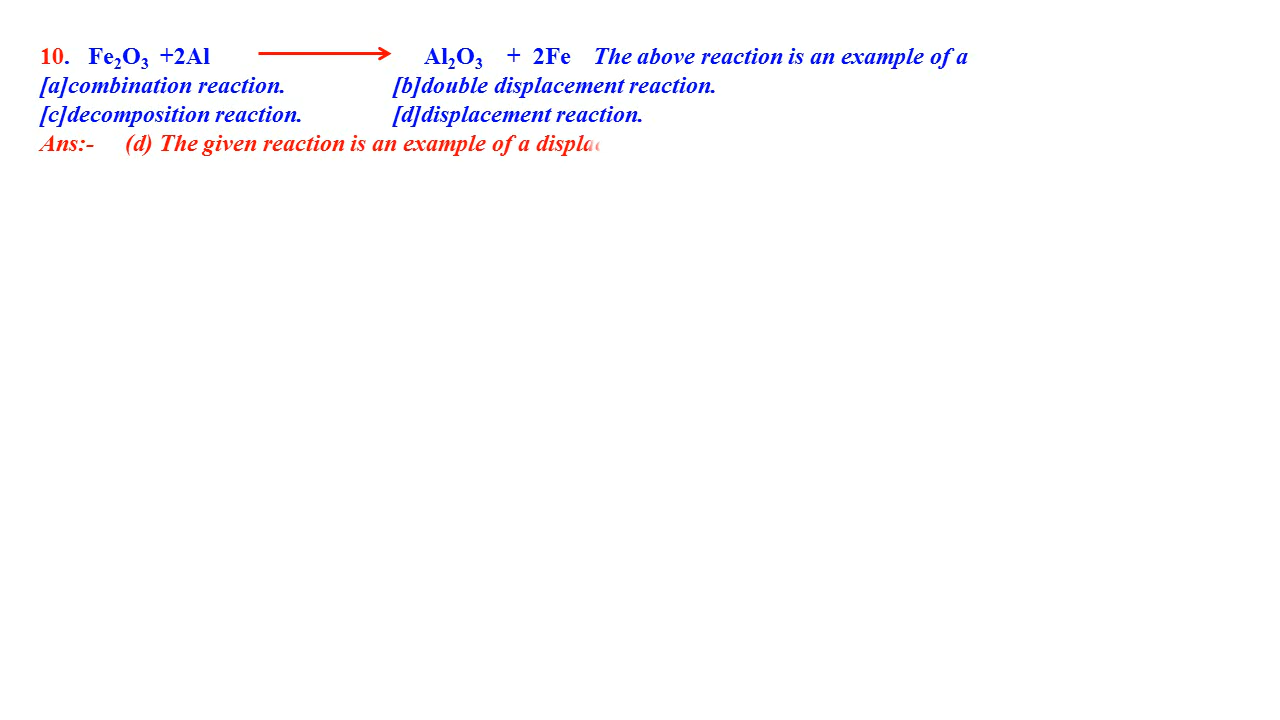 10. Fe₂O₃ +2Al ⟶ Al₂O₃ + 2Fe The above reaction is an example of a
[a]combination reaction. [b]double displacement reaction.
[c]decomposition reaction. [d]displacement reaction.
Ans:- (d) The given reaction is an example of a